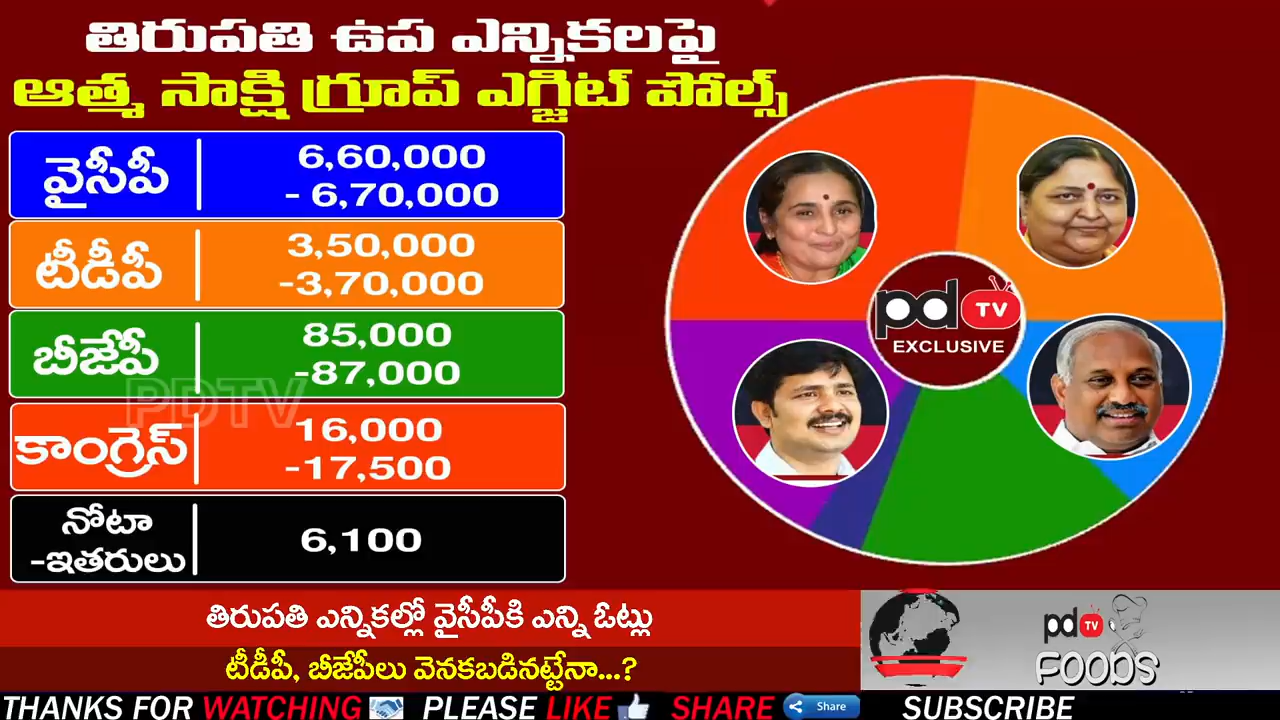 తిరుపతి ఉప ఎన్నికలపై
ఆత్మ సాక్షి గ్రూప్ ఎగ్జిట్ పోల్స్
వైసీపీ
6,60,000
- 6,70,000
టీడీపీ
3,50,000
-3,70,000
బీజేపీ
85,000
-87,000
PDTV
కాంగ్రెస్
16,000
-17,500
నోటా
-ఇతరులు
6,100
pd TV
EXCLUSIVE
తిరుపతి ఎన్నికల్లో వైసీపీకి ఎన్ని ఓట్లు
టీడీపీ, బీజేపీలు వెనకబడినట్టేనా...?
pd TV
FOODS
THANKS FOR WATCHING PLEASE LIKE SHARE Share SUBSCRIBE